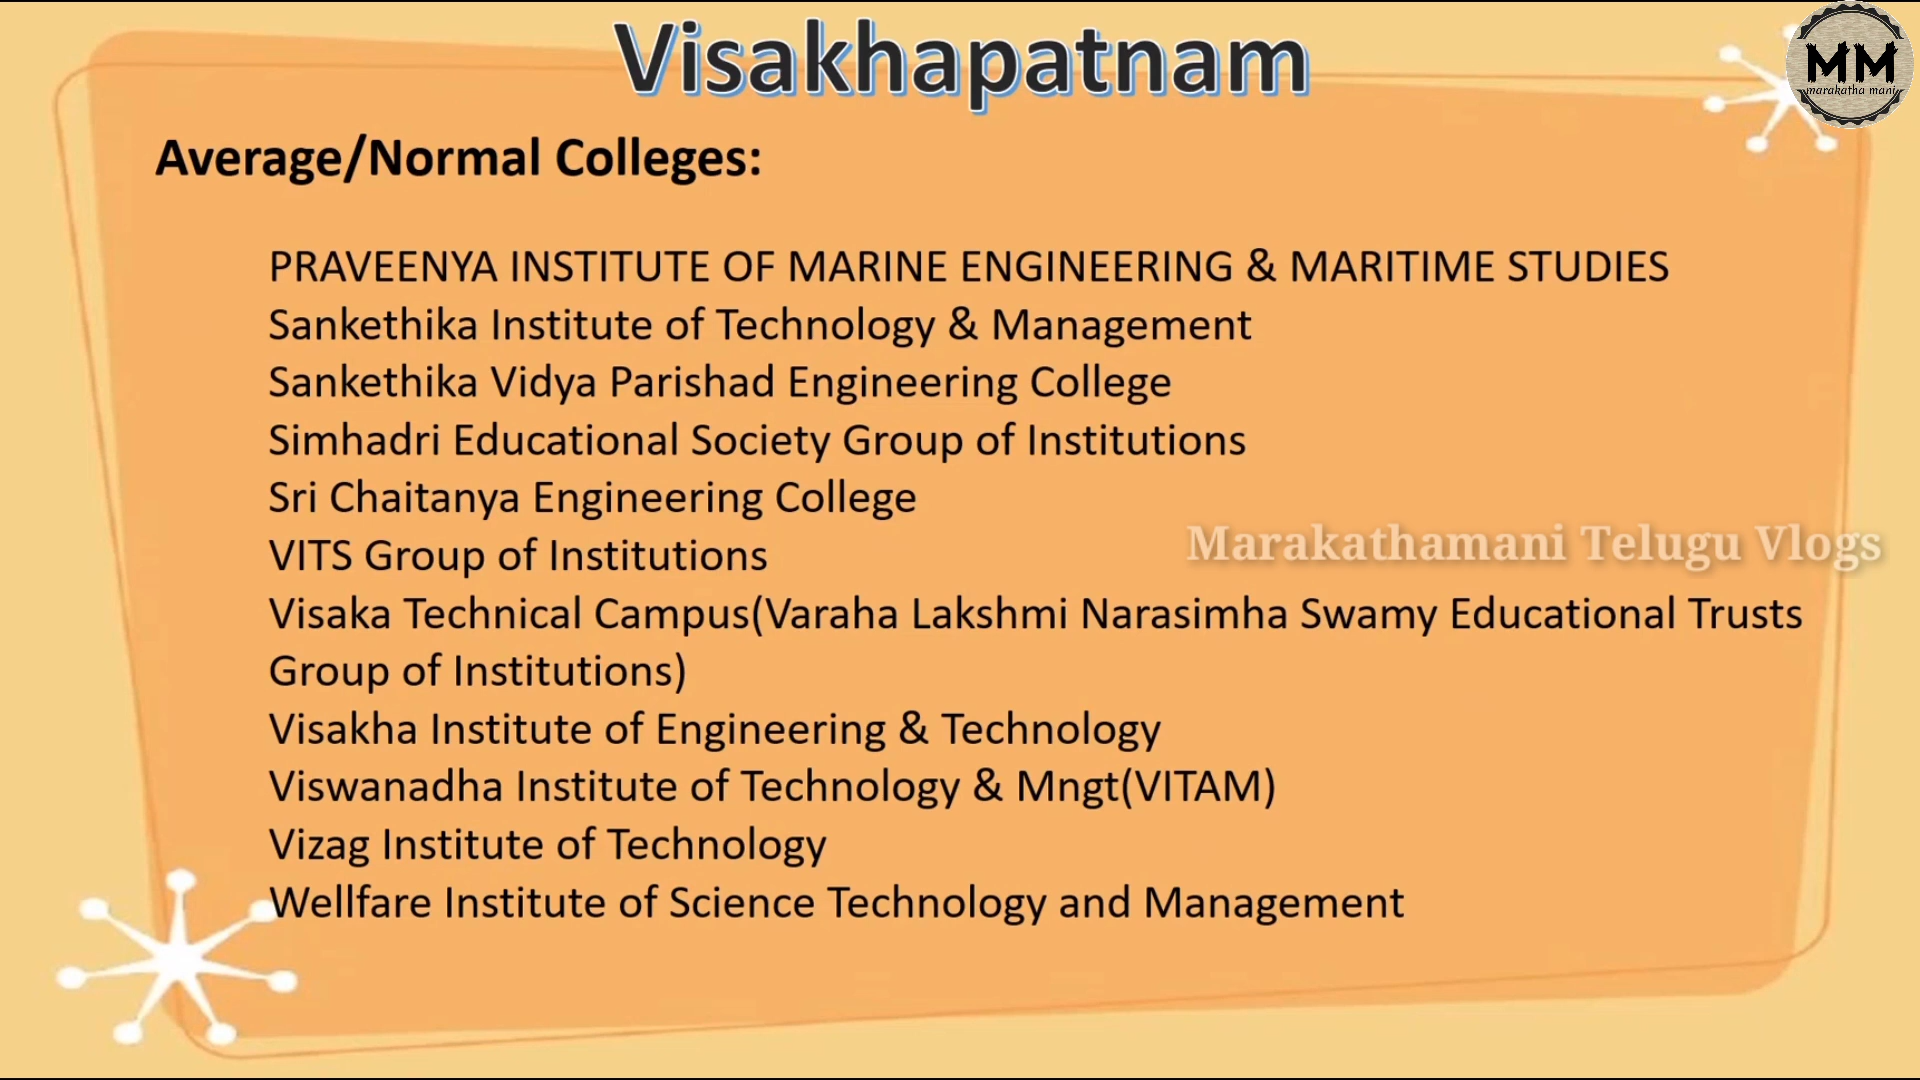 Visakhapatnam
MM
marakatha mani
Average/Normal Colleges:
PRAVEENYA INSTITUTE OF MARINE ENGINEERING & MARITIME STUDIES
Sankethika Institute of Technology & Management
Sankethika Vidya Parishad Engineering College
Simhadri Educational Society Group of Institutions
Sri Chaitanya Engineering College
VITS Group of Institutions
Marakathamani Telugu Vlogs
Visaka Technical Campus(Varaha Lakshmi Narasimha Swamy Educational Trusts
Group of Institutions)
Visakha Institute of Engineering & Technology
Viswanadha Institute of Technology & Mngt(VITAM)
Vizag Institute of Technology
Wellfare Institute of Science Technology and Management